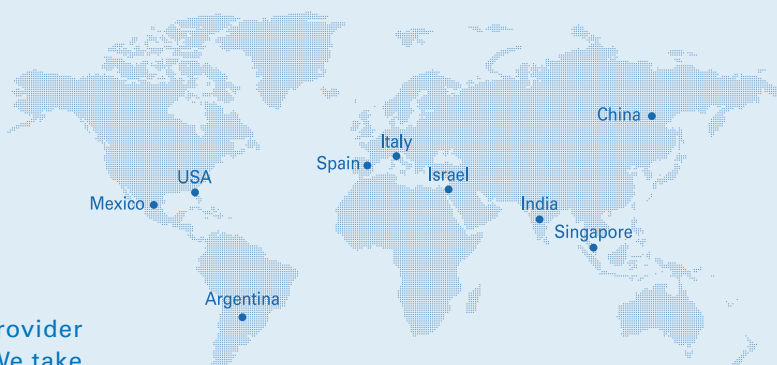 China
Italy
Spain
Israel
USA
Mexico
India
Singapore
Argentina
rovider
We take